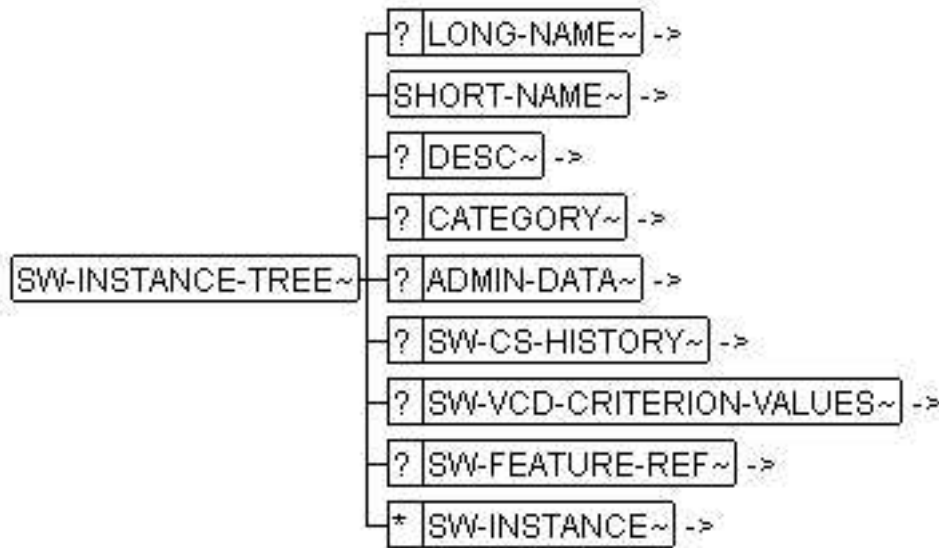 ? LONG-NAME~ ->
SHORT-NAME~ ->
? DESC~ ->
? CATEGORY~ ->
SW-INSTANCE-TREE~
? ADMIN-DATA~ ->
? SW-CS-HISTORY~ ->
? SW-VCD-CRITERION-VALUES~ ->
? SW-FEATURE-REF~ ->
* SW-INSTANCE~ ->